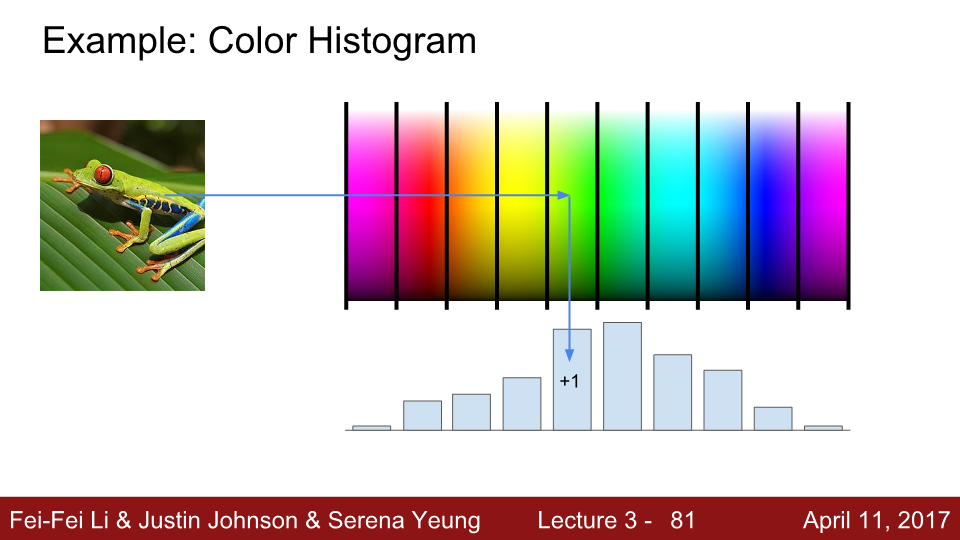 Example: Color Histogram
+1
Fei-Fei Li & Justin Johnson & Serena Yeung Lecture 3 - 81 April 11, 2017